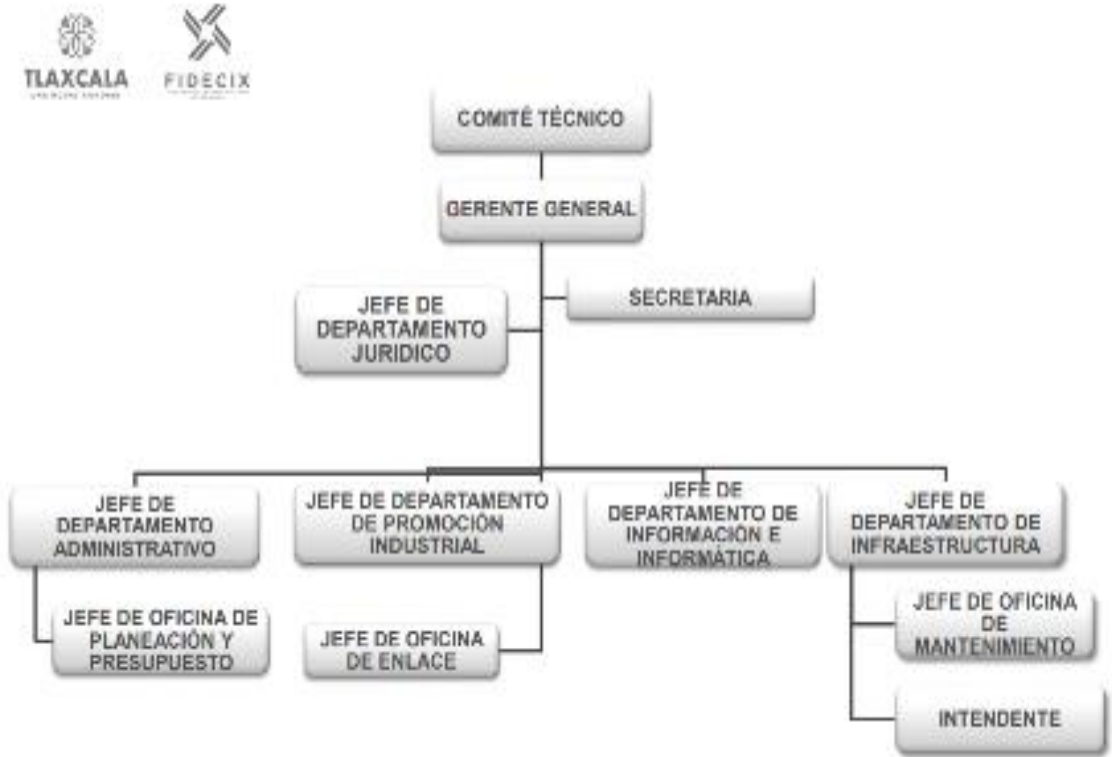 TLAXCALA
FIDECIX
COMITÉ TÉCNICO
GERENTE GENERAL
SECRETARIA
JEFE DE
DEPARTAMENTO
JURIDICO
JEFE DE
DEPARTAMENTO
ADMINISTRATIVO
JEFE DE DEPARTAMENTO
DE PROMOCIÓN
INDUSTRIAL
JEFE DE
DEPARTAMENTO DE
INFORMACIÓN E
INFORMÁTICA
JEFE DE
DEPARTAMENTO DE
INFRAESTRUCTURA
JEFE DE OFICINA DE
PLANEACIÓN Y
PRESUPUESTO
JEFE DE OFICINA
DE ENLACE
JEFE DE OFICINA
DE
MANTENIMIENTO
INTENDENTE